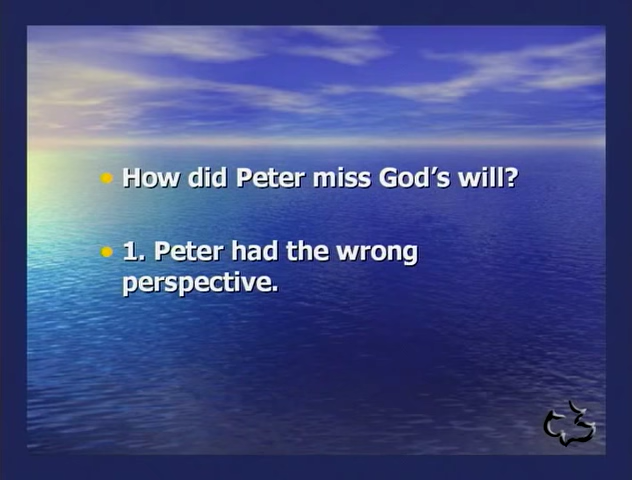 How did Peter miss God's will?
1. Peter had the wrong
perspective.